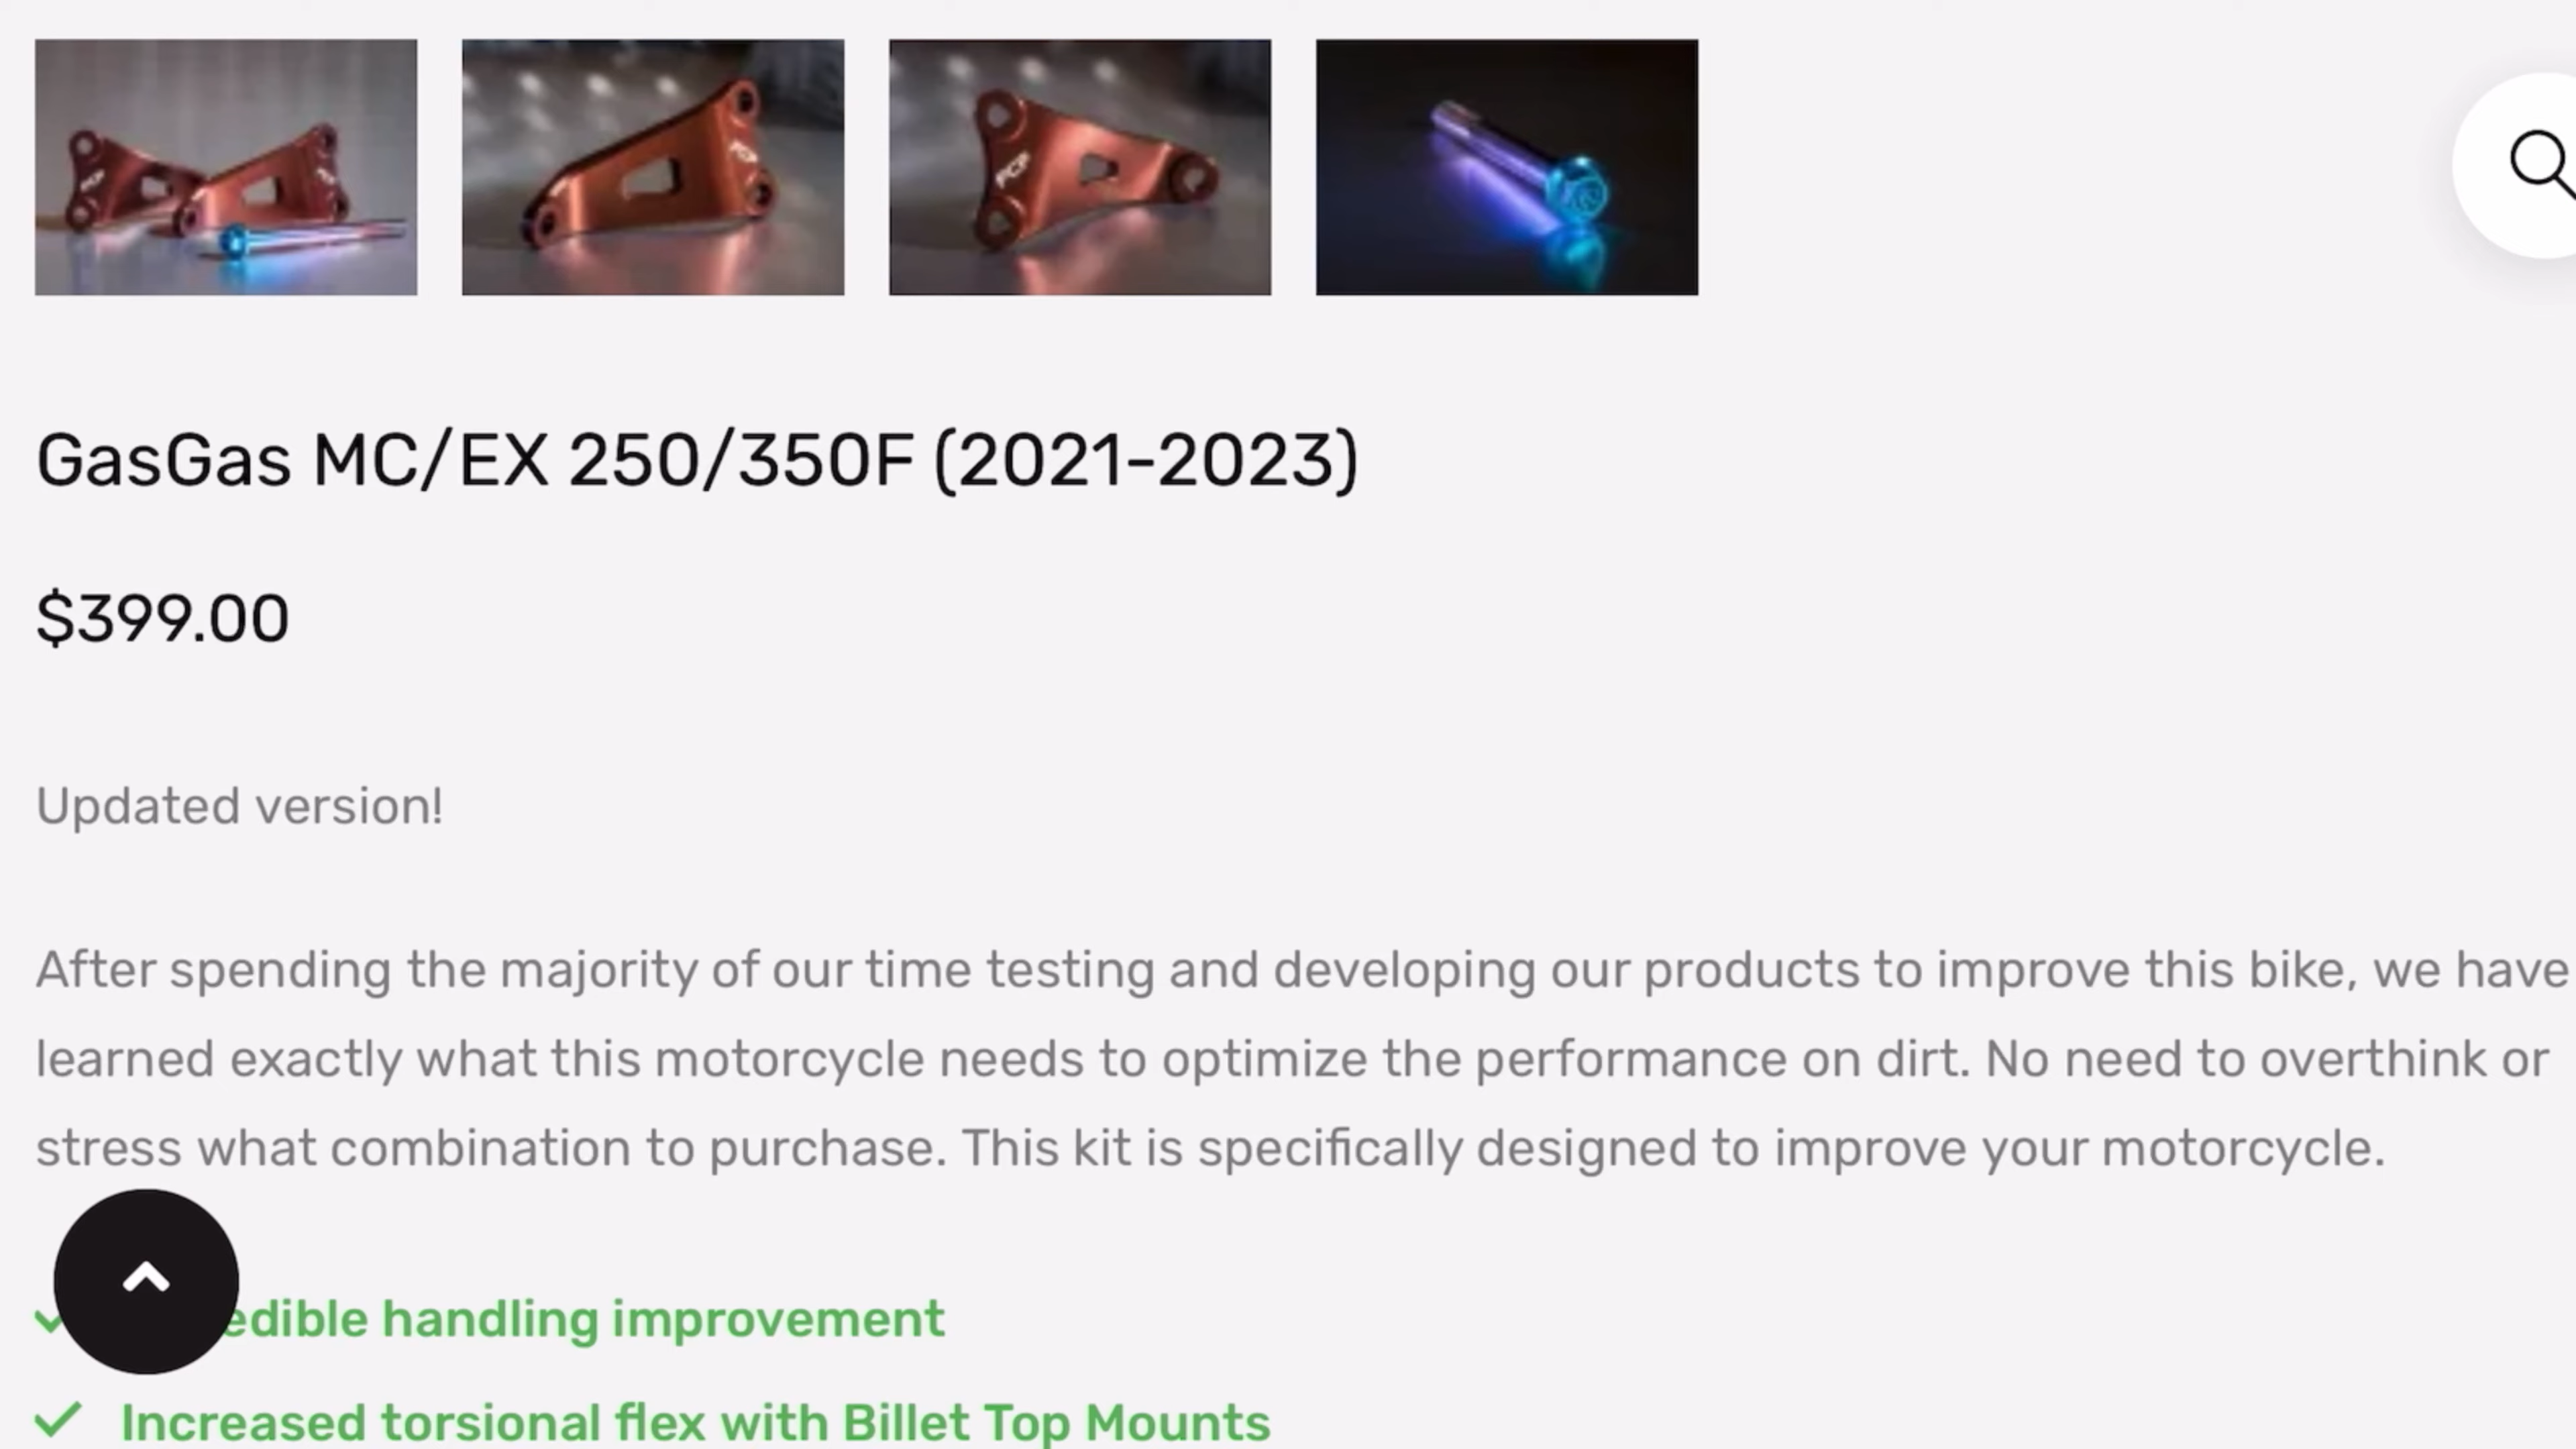 PCP
PCP
GasGas MC/EX 250/350F (2021-2023)
$399.00
Updated version!
After spending the majority of our time testing and developing our products to improve this bike, we have
learned exactly what this motorcycle needs to optimize the performance on dirt. No need to overthink or
stress what combination to purchase. This kit is specifically designed to improve your motorcycle.
edible handling improvement
Increased torsional flex with Billet Top Mounts